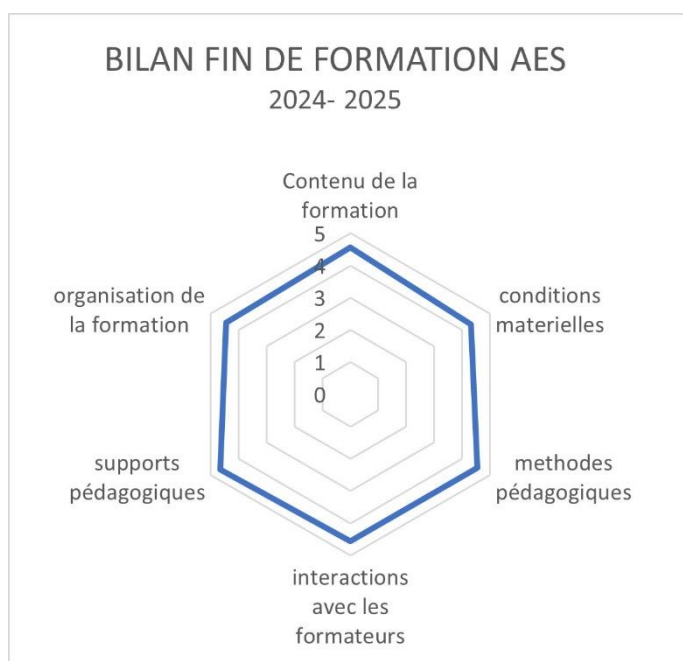 BILAN FIN DE FORMATION AES
2024- 2025
Contenu de la
formation
5
4
3
2
1
0
conditions
materielles
methodes
pédagogiques
interactions
avec les
formateurs
supports
pédagogiques
organisation de
la formation